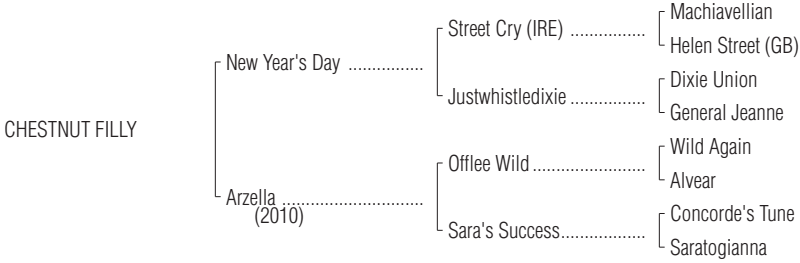 Machiavellian
Street Cry (IRE) ................
Helen Street (GB)
New Year's Day ................
Dixie Union
Justwhistledixie ................
General Jeanne
CHESTNUT FILLY
Wild Again
Offlee Wild ........................
Alvear
Arzella ..............................
(2010)
Concorde's Tune
Sara's Success..................
Saratogianna